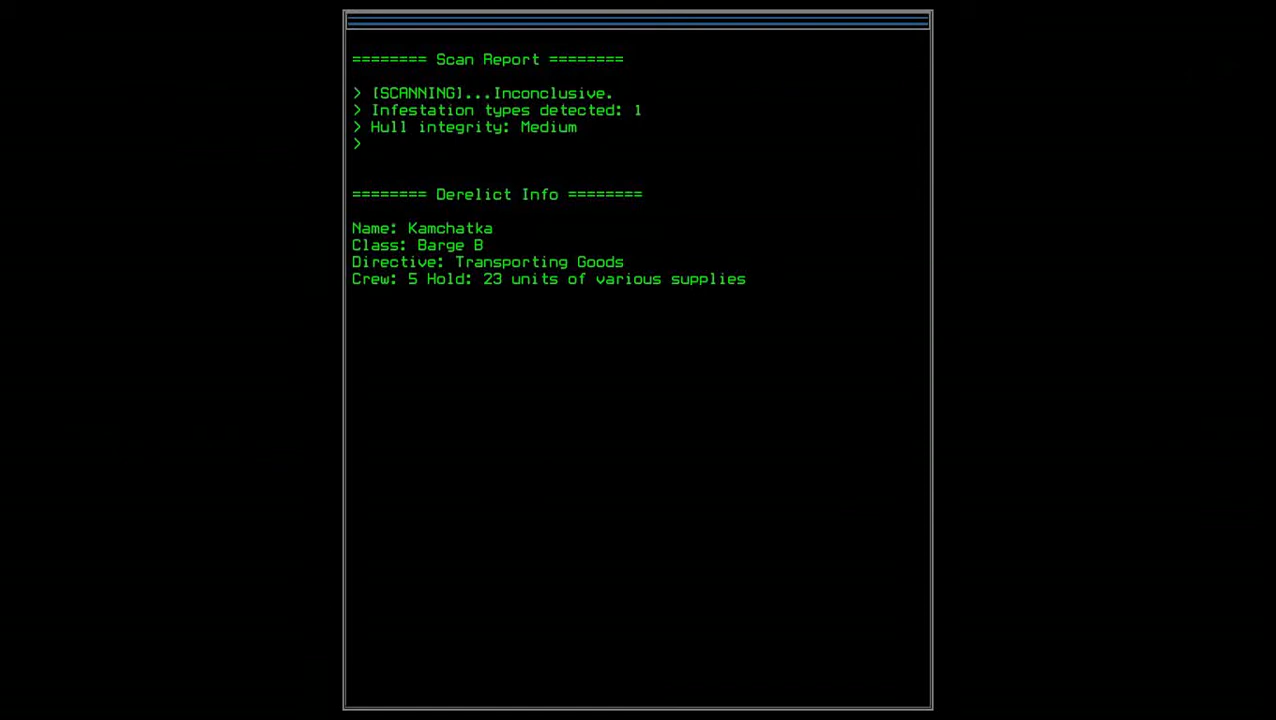 ======== Scan Report ========
> [SCANNING]...Inconclusive.
> Infestation types detected: 1
> Hull integrity: Medium
>
======== Derelict Info ========
Name: Kamchatka
Class: Barge B
Directive: Transporting Goods
Crew: 5 Hold: 23 units of various supplies